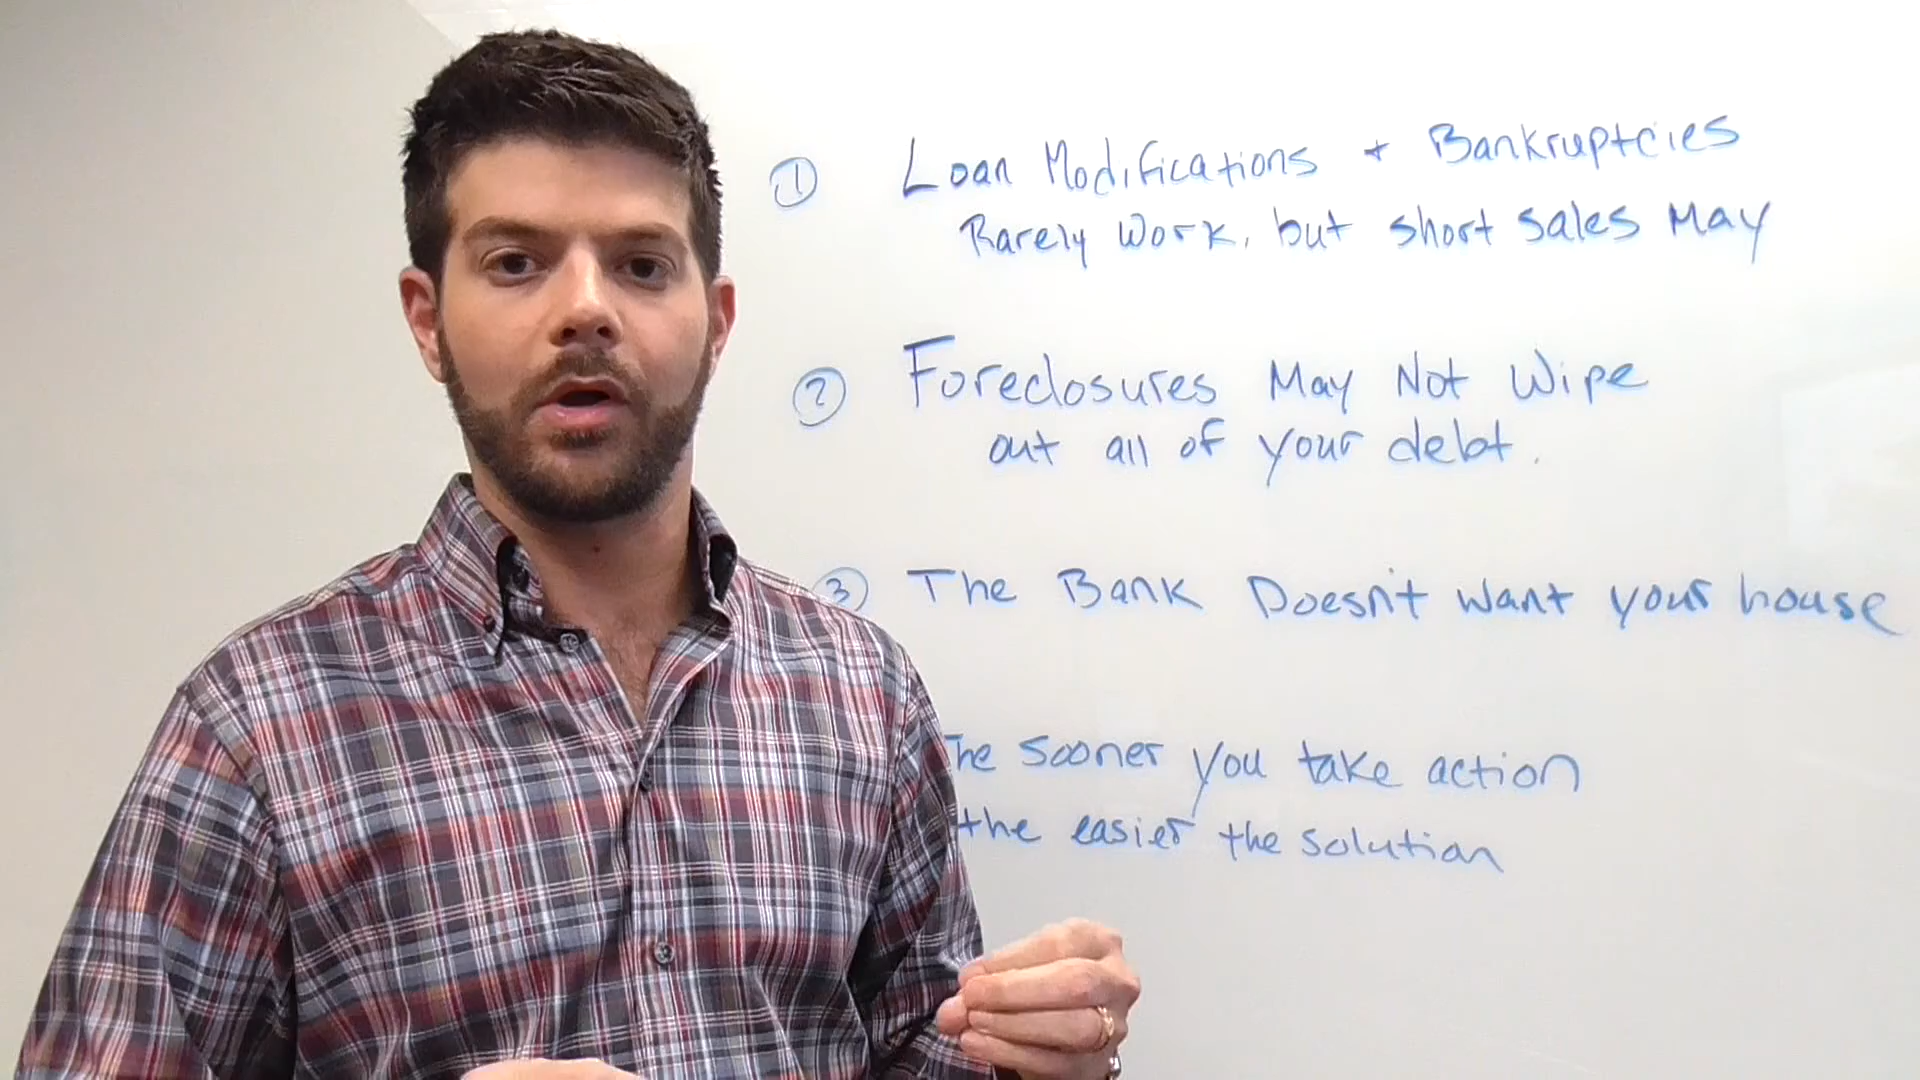 ① Loan Modifications + Bankruptcies
Rarely Work, but short sales May
② Foreclosures May Not Wipe
out all of your debt.
③ The Bank Doesn't want your house
The sooner you take action
the easier the solution